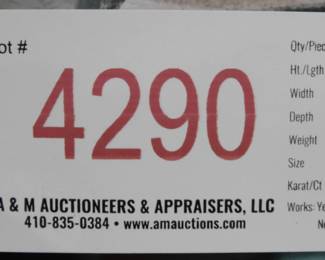 ot #
4290
A & M AUCTIONEERS & APPRAISERS, LLC
410-835-0384 • www.amauctions.com
Qty/Piec
Ht./Lgth
Width
Depth
Weight
Size
Karat/Ct
Works: Ye
N